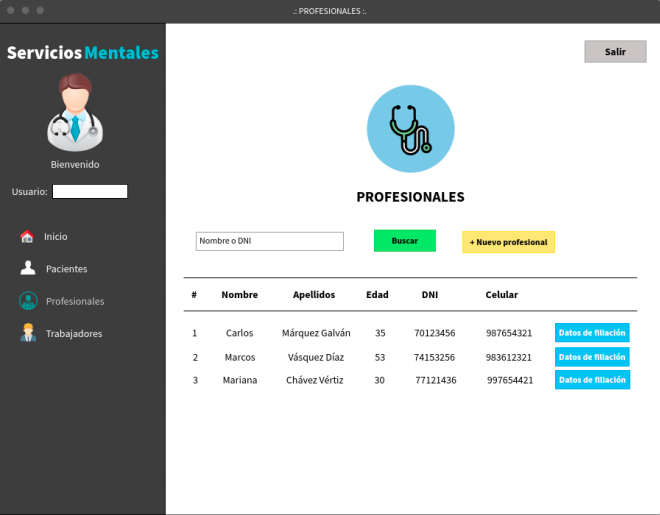 .: PROFESIONALES :.
Servicios Mentales
Bienvenido
Usuario:
Inicio
Pacientes
Profesionales
Trabajadores
Salir
PROFESIONALES
Nombre o DNI Buscar + Nuevo profesional
# Nombre Apellidos Edad DNI Celular
1 Carlos Márquez Galván 35 70123456 987654321 Datos de filiación
2 Marcos Vásquez Díaz 53 74153256 983612321 Datos de filiación
3 Mariana Chávez Vértiz 30 77121436 997654421 Datos de filiación